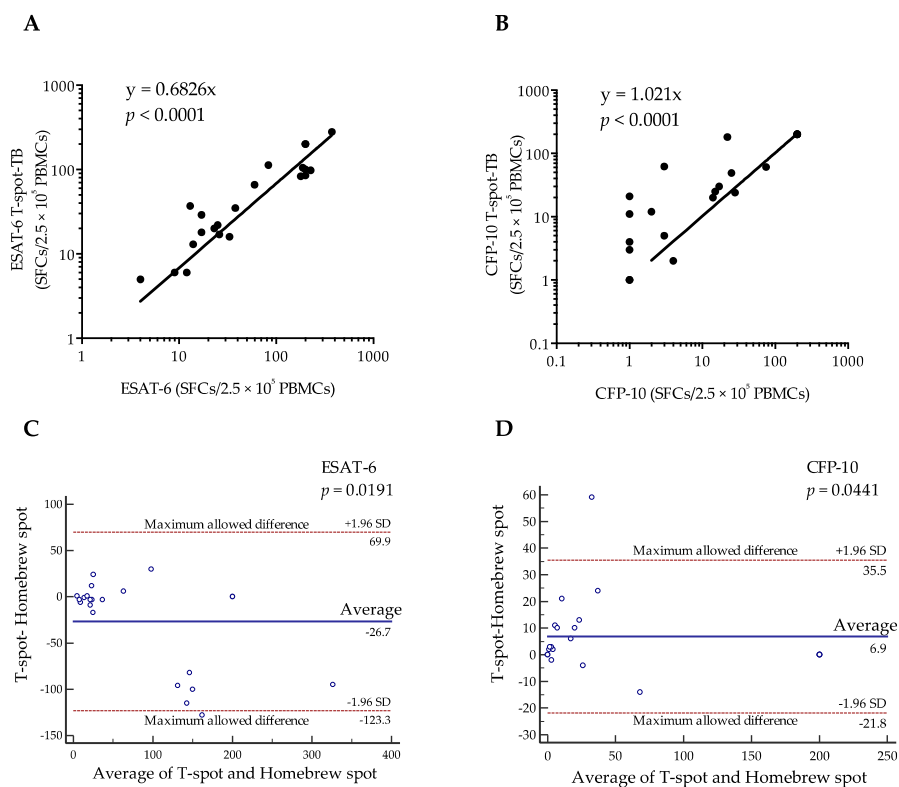 A
y = 0.6826x
p < 0.0001
ESAT-6 T-spot-TB
(SFCs/2.5 × 10⁵ PBMCs)
1000
100
10
1
1
10
100
1000
ESAT-6 (SFCs/2.5 × 10⁵ PBMCs)
B
y = 1.021x
p < 0.0001
CFP-10 T-spot-TB
(SFCs/2.5 × 10⁵ PBMCs)
1000
100
10
1
0.1
0.1
1
10
100
1000
CFP-10 (SFCs/2.5 × 10⁵ PBMCs)
C
ESAT-6
p = 0.0191
T-spot- Homebrew spot
100
50
0
-50
-100
-150
Maximum allowed difference
+1.96 SD
69.9
Average
-26.7
-1.96 SD
Maximum allowed difference
-123.3
0
100
200
300
400
Average of T-spot and Homebrew spot
D
CFP-10
p = 0.0441
T-spot-Homebrew spot
60
50
40
30
20
10
0
-10
-20
-30
Maximum allowed difference
+1.96 SD
35.5
Average
6.9
-1.96 SD
Maximum allowed difference
-21.8
0
50
100
150
200
250
Average of T-spot and Homebrew spot